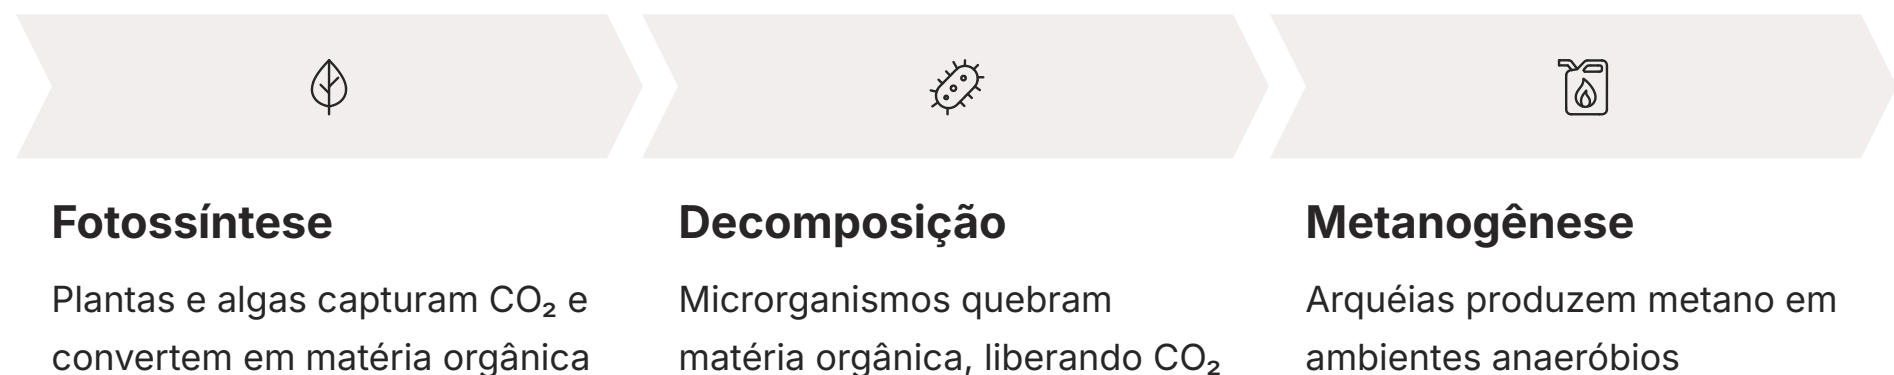 Fotossíntese
Plantas e algas capturam CO₂ e
convertem em matéria orgânica
Decomposição
Microrganismos quebram
matéria orgânica, liberando CO₂
Metanogênese
Arquéias produzem metano em
ambientes anaeróbios